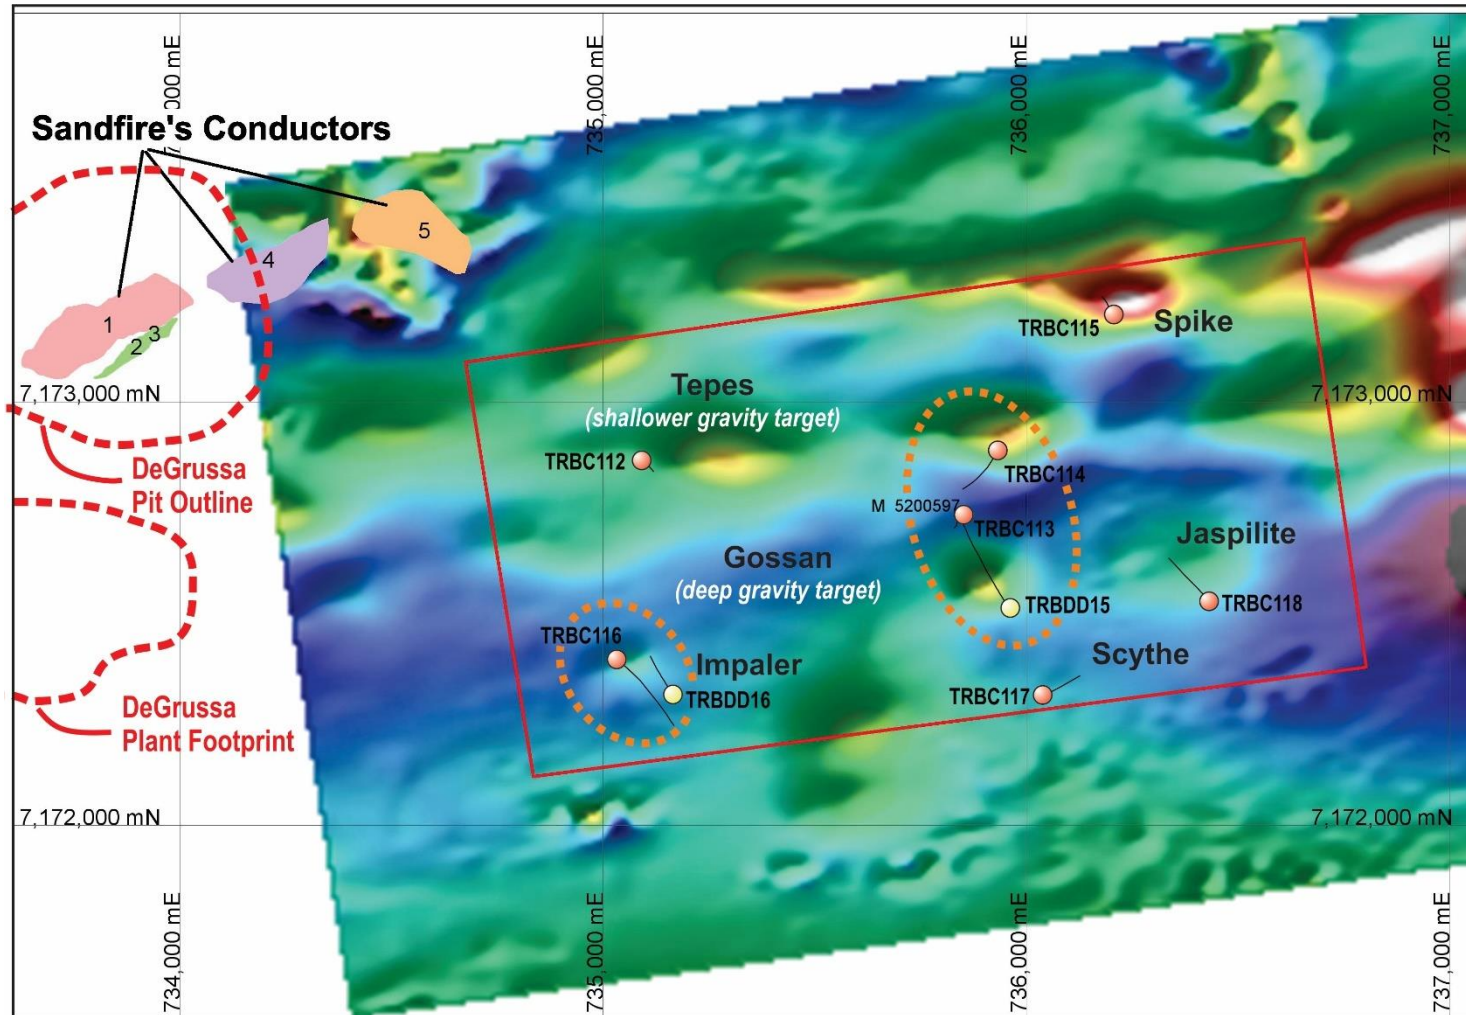 ,000 mE
735,000 mE
736,000 mE
737,000 mE
Sandfire's Conductors
5
4
1
3
2
TRBC115
Spike
7,173,000 mN
7,173,000 mN
Tepes
(shallower gravity target)
TRBC112
TRBC114
DeGrussa
Pit Outline
M 5200597
TRBC113
Jaspilite
Gossan
(deep gravity target)
TRBDD15
TRBC118
TRBC116
Impaler
Scythe
TRBDD16
TRBC117
DeGrussa
Plant Footprint
7,172,000 mN
7,172,000 mN
734,000 mE
735,000 mE
736,000 mE
737,000 mE